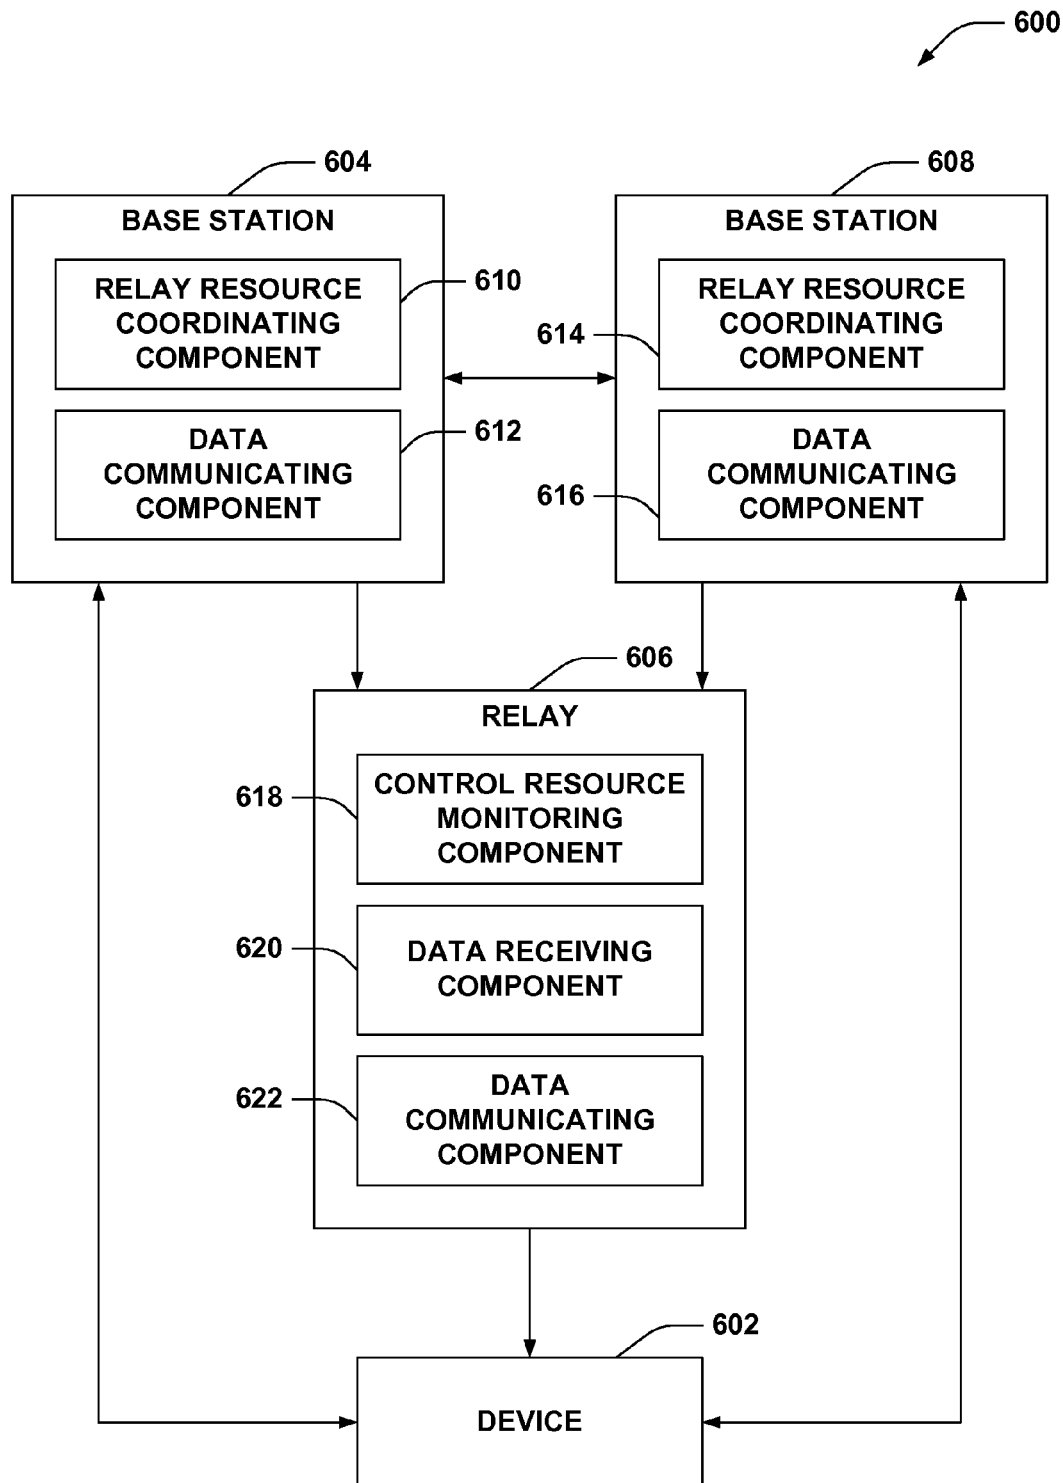 600
604
608
BASE STATION
BASE STATION
RELAY RESOURCE
COORDINATING
COMPONENT
610
RELAY RESOURCE
COORDINATING
COMPONENT
614
DATA
COMMUNICATING
COMPONENT
612
DATA
COMMUNICATING
COMPONENT
616
606
RELAY
CONTROL RESOURCE
MONITORING
COMPONENT
618
DATA RECEIVING
COMPONENT
620
DATA
COMMUNICATING
COMPONENT
622
602
DEVICE